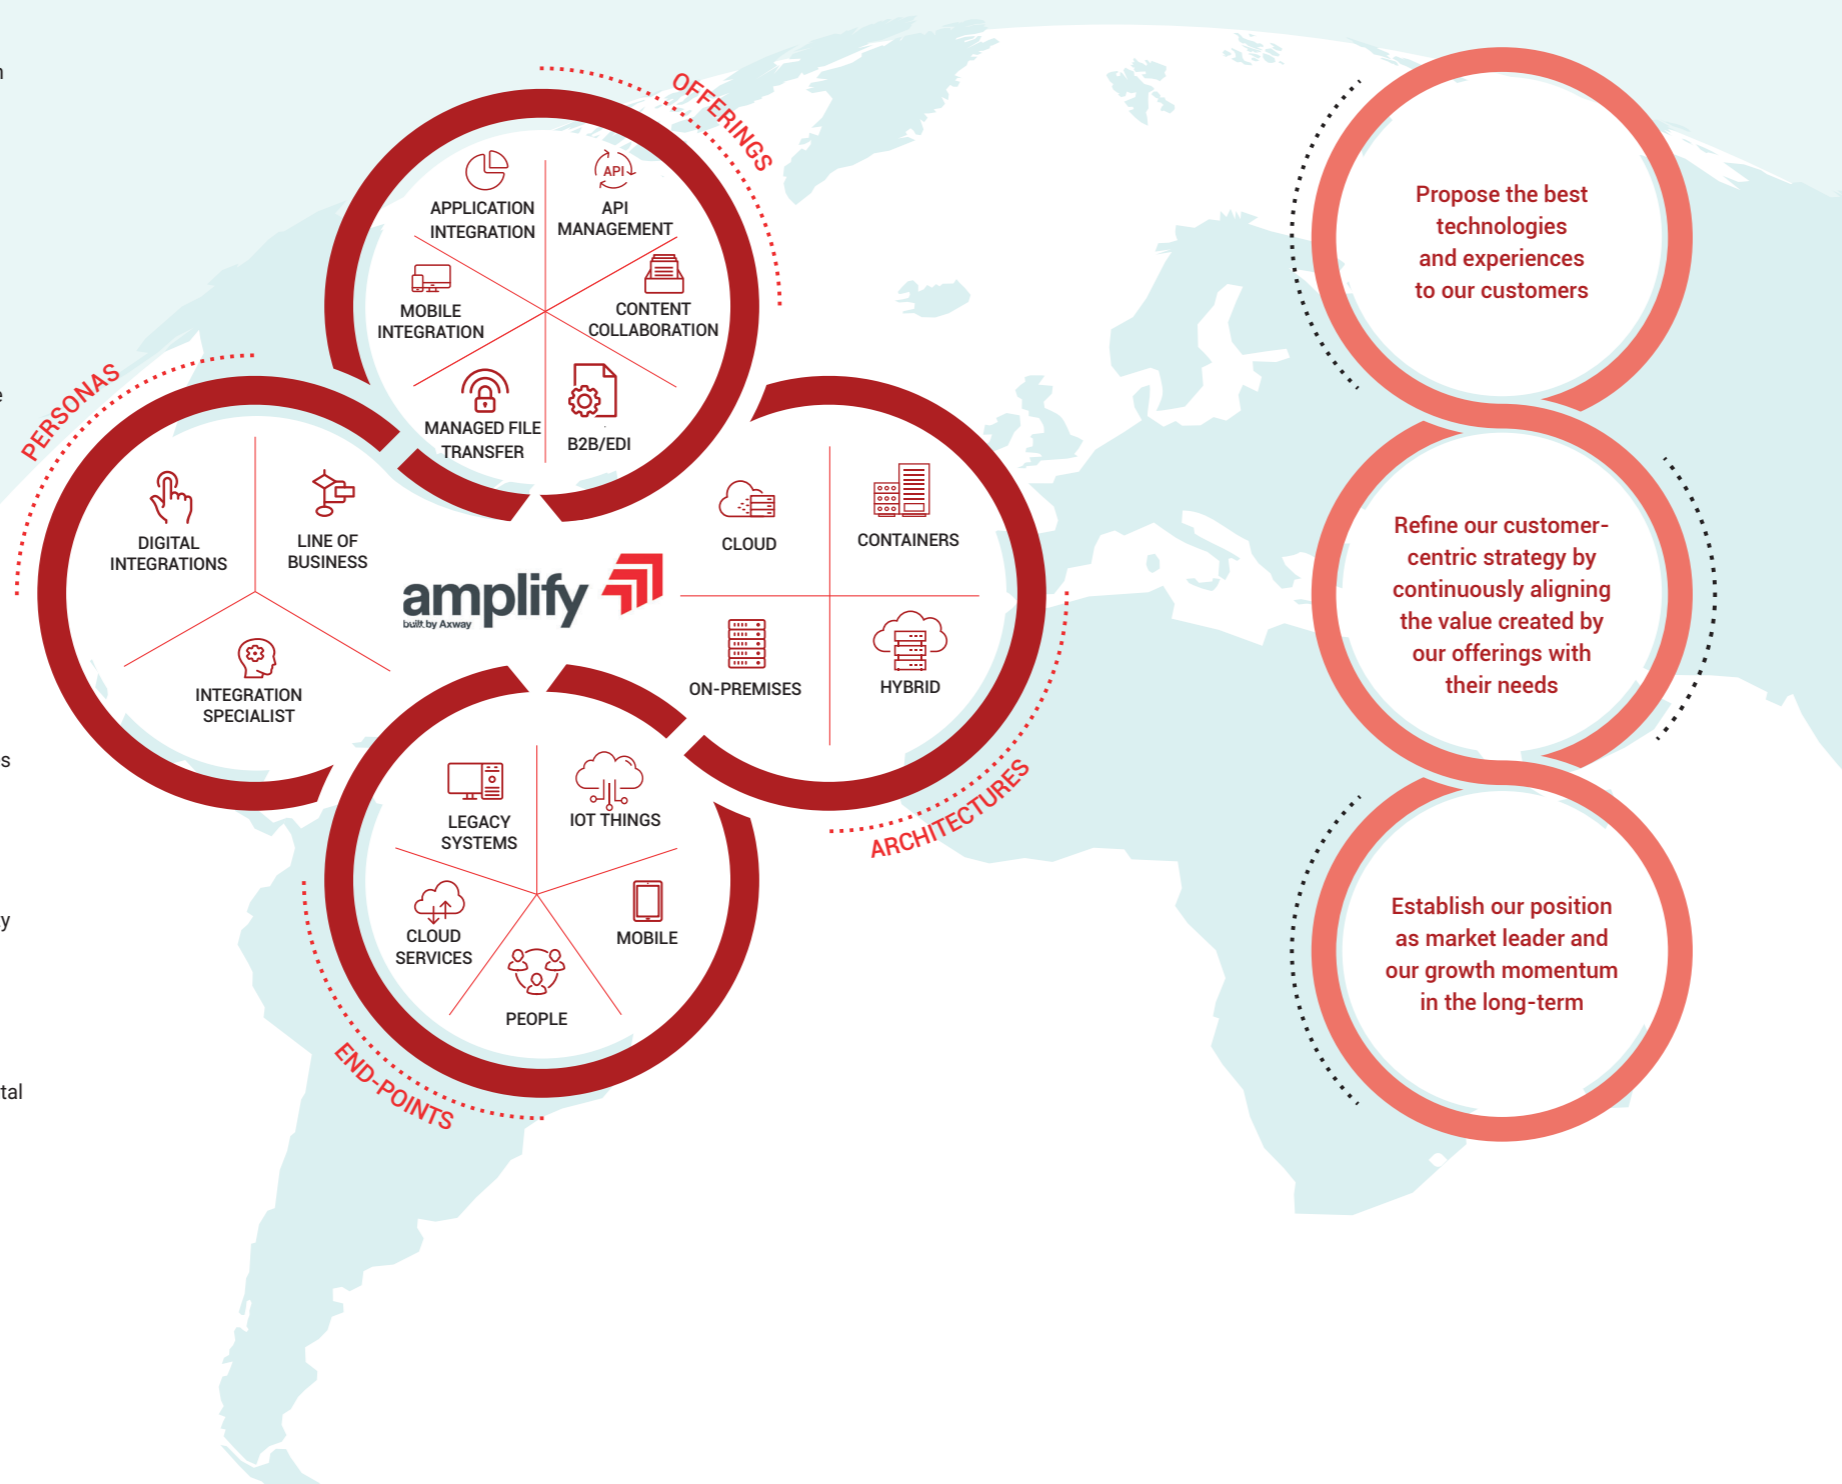 OFFERINGS
APPLICATION
INTEGRATION
API
API
MANAGEMENT
MOBILE
INTEGRATION
CONTENT
COLLABORATION
MANAGED FILE
TRANSFER
B2B/EDI
PERSONAS
DIGITAL
INTEGRATIONS
LINE OF
BUSINESS
INTEGRATION
SPECIALIST
amplify
built by Axway
CLOUD
CONTAINERS
ON-PREMISES
HYBRID
ARCHITECTURES
LEGACY
SYSTEMS
IOT THINGS
CLOUD
SERVICES
MOBILE
PEOPLE
END-POINTS
Propose the best
technologies
and experiences
to our customers
Refine our customer-
centric strategy by
continuously aligning
the value created by
our offerings with
their needs
Establish our position
as market leader and
our growth momentum
in the long-term